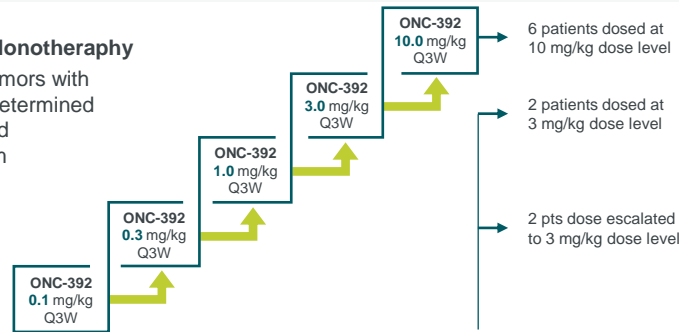 lonotheraphy
mors with
etermined
d
n
ONC-392
10.0 mg/kg
Q3W
ONC-392
3.0 mg/kg
Q3W
ONC-392
1.0 mg/kg
Q3W
ONC-392
0.3 mg/kg
Q3W
ONC-392
0.1 mg/kg
Q3W
6 patients dosed at
10 mg/kg dose level
2 patients dosed at
3 mg/kg dose level
2 pts dose escalated
to 3 mg/kg dose level